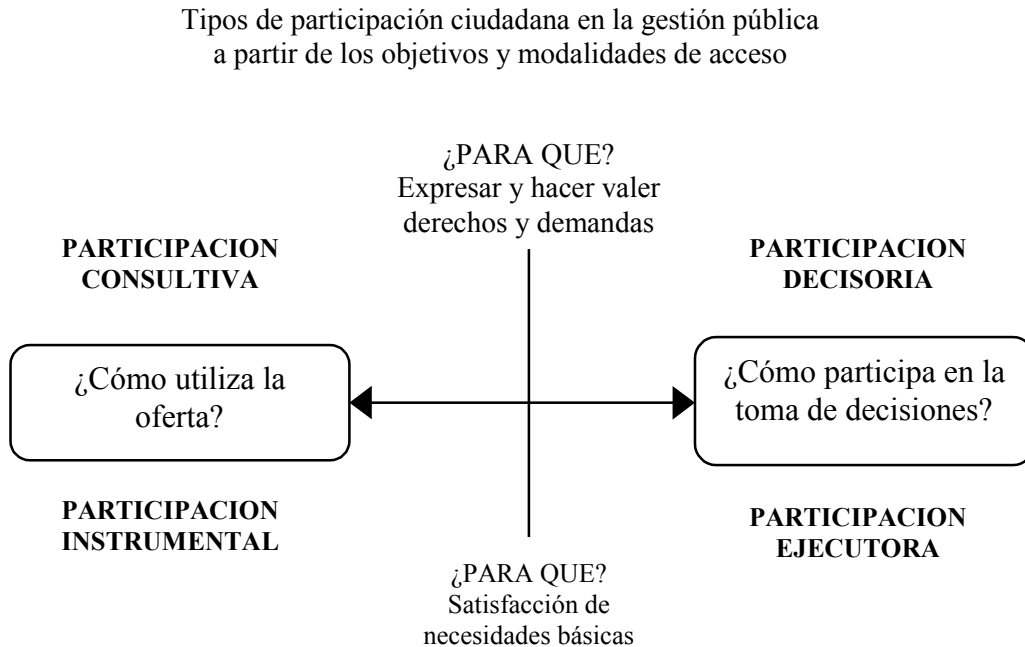 Tipos de participación ciudadana en la gestión pública
a partir de los objetivos y modalidades de acceso
¿PARA QUE?
Expresar y hacer valer
derechos y demandas
PARTICIPACION
CONSULTIVA
PARTICIPACION
DECISORIA
¿Cómo utiliza la
oferta?
¿Cómo participa en la
toma de decisiones?
PARTICIPACION
INSTRUMENTAL
PARTICIPACION
EJECUTORA
¿PARA QUE?
Satisfacción de
necesidades básicas